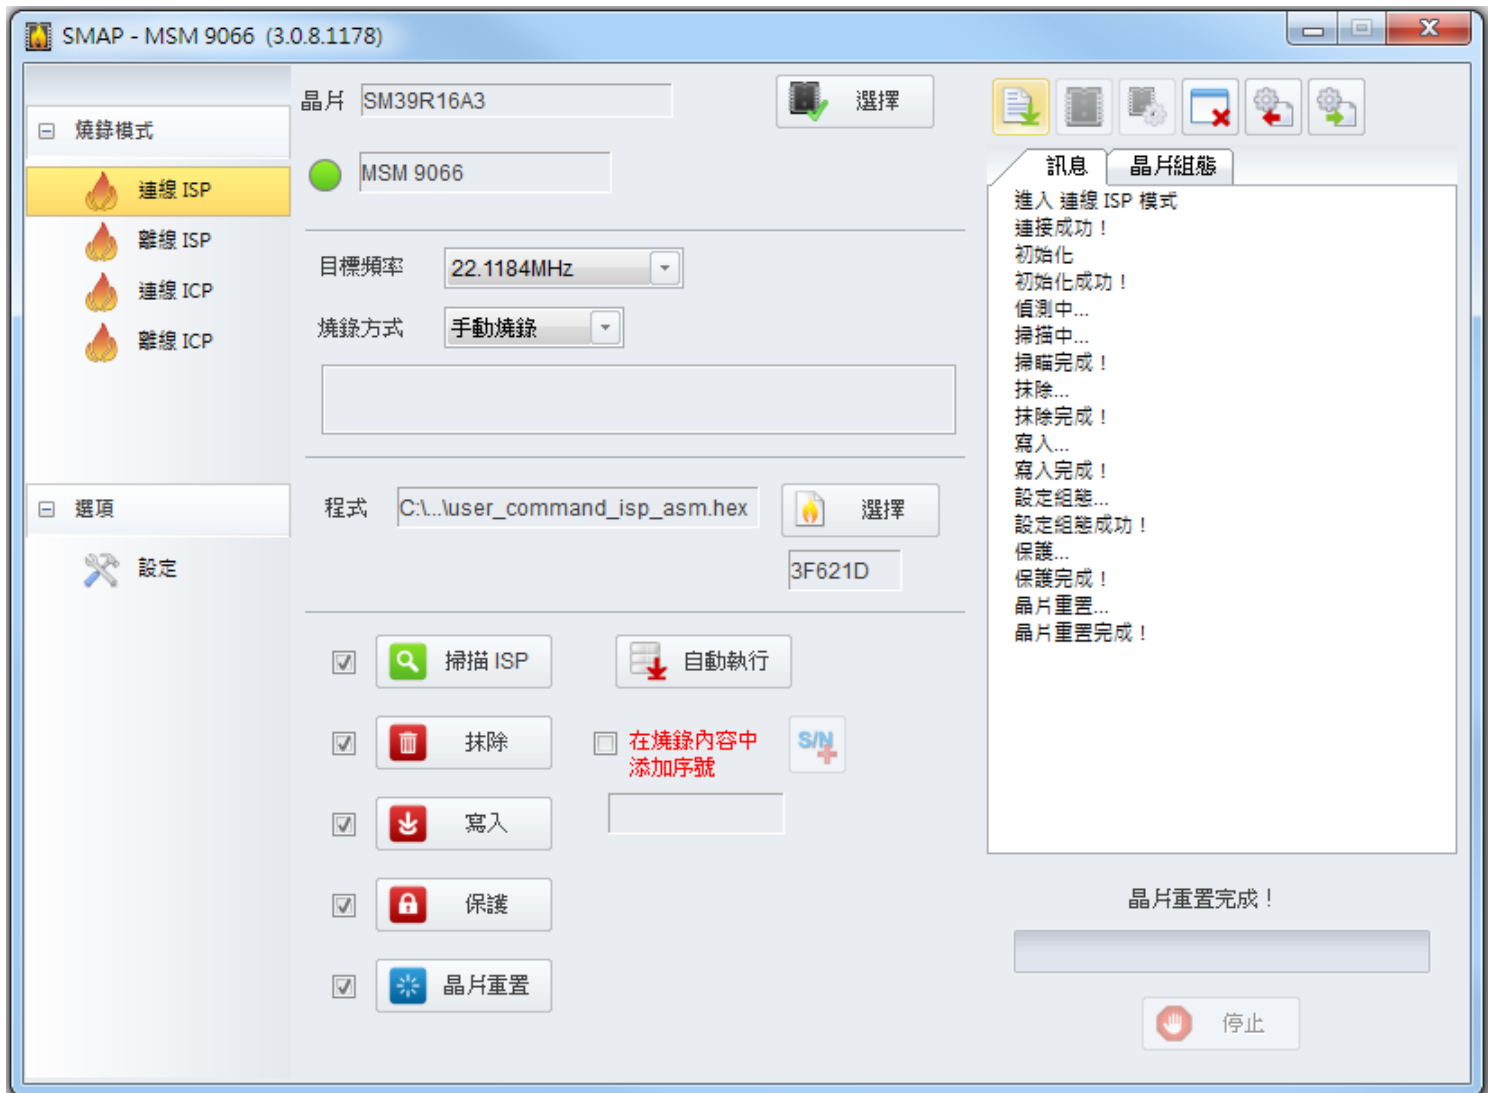 SMAP - MSM 9066 (3.0.8.1178)
燒錄模式
連線 ISP
離線 ISP
連線 ICP
離線 ICP
選項
設定
晶片 SM39R16A3 選擇
MSM 9066
目標頻率 22.1184MHz
燒錄方式 手動燒錄
程式 C:\...\user_command_isp_asm.hex 選擇
3F621D
掃描 ISP 自動執行
抹除
在燒錄內容中
添加序號
S/N
寫入
保護
晶片重置
訊息 晶片組態
進入 連線 ISP 模式
連接成功！
初始化
初始化成功！
偵測中...
掃描中...
掃瞄完成！
抹除...
抹除完成！
寫入...
寫入完成！
設定組態...
設定組態成功！
保護...
保護完成！
晶片重置...
晶片重置完成！
晶片重置完成！
停止